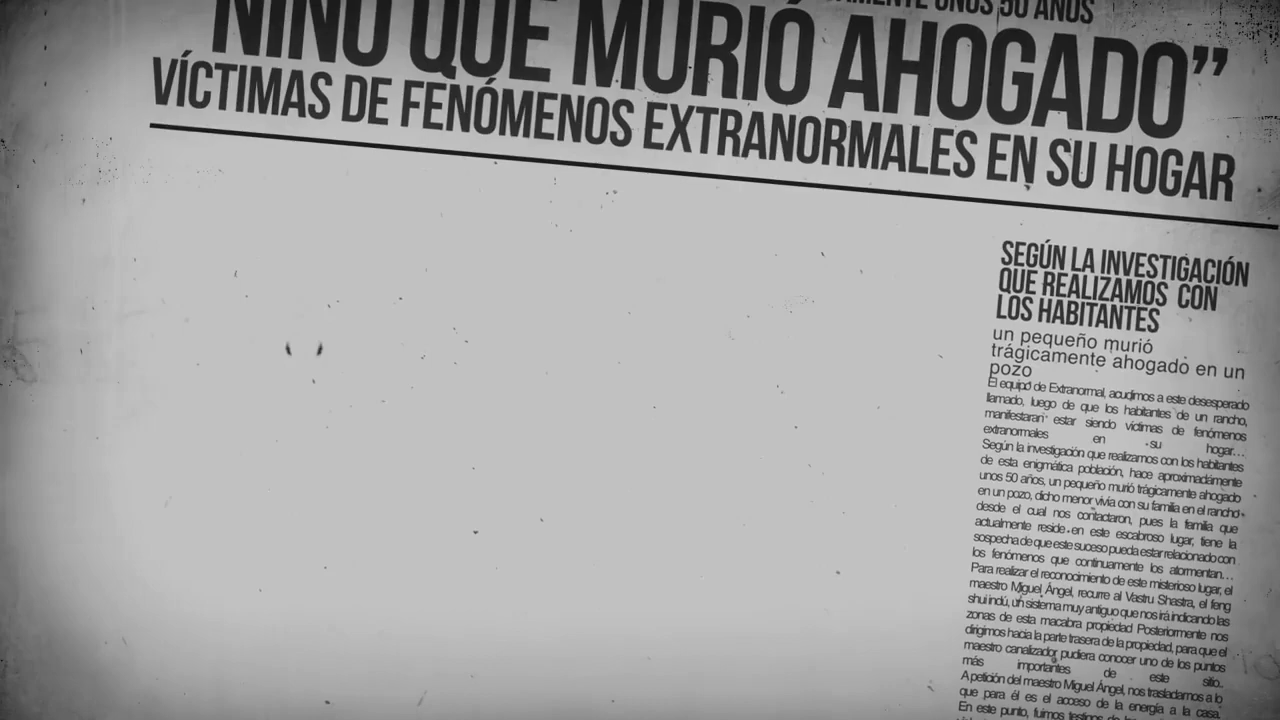 UNOS 50 AÑOS
NIÑO QUE MURIÓ AHOGADO”
VÍCTIMAS DE FENÓMENOS EXTRANORMALES EN SU HOGAR
SEGÚN LA INVESTIGACIÓN
QUE REALIZAMOS CON
LOS HABITANTES
un pequeño murió
trágicamente ahogado en un
pozo
El equipo de Extranormal, acudimos a este desesperado
llamado, luego de que los habitantes de un rancho,
manifestaran estar siendo víctimas de fenómenos
extranormales en su hogar…
Según la investigación que realizamos con los habitantes
de esta enigmática población, hace aproximadamente
unos 50 años, un pequeño murió trágicamente ahogado
en un pozo, dicho menor vivía con su familia en el rancho
desde el cual nos contactaron, pues la familia que
actualmente reside en este escabroso lugar, tiene la
sospecha de que este suceso pueda estar relacionado con
los fenómenos que continuamente los atormentan…
Para realizar el reconocimiento de este misterioso lugar, el
maestro Miguel Ángel, recurre al Vastru Shastra, el feng
shui indú, un sistema muy antiguo que nos irá indicando las
zonas de esta macabra propiedad Posteriormente nos
dirigimos hacia la parte trasera de la propiedad, para que el
maestro canalizador pudiera conocer uno de los puntos
más importantes de este sitio.
A petición del maestro Miguel Ángel, nos trasladamos a lo
que para él es el acceso de la energía a la casa.
En este punto, fuimos testigos de